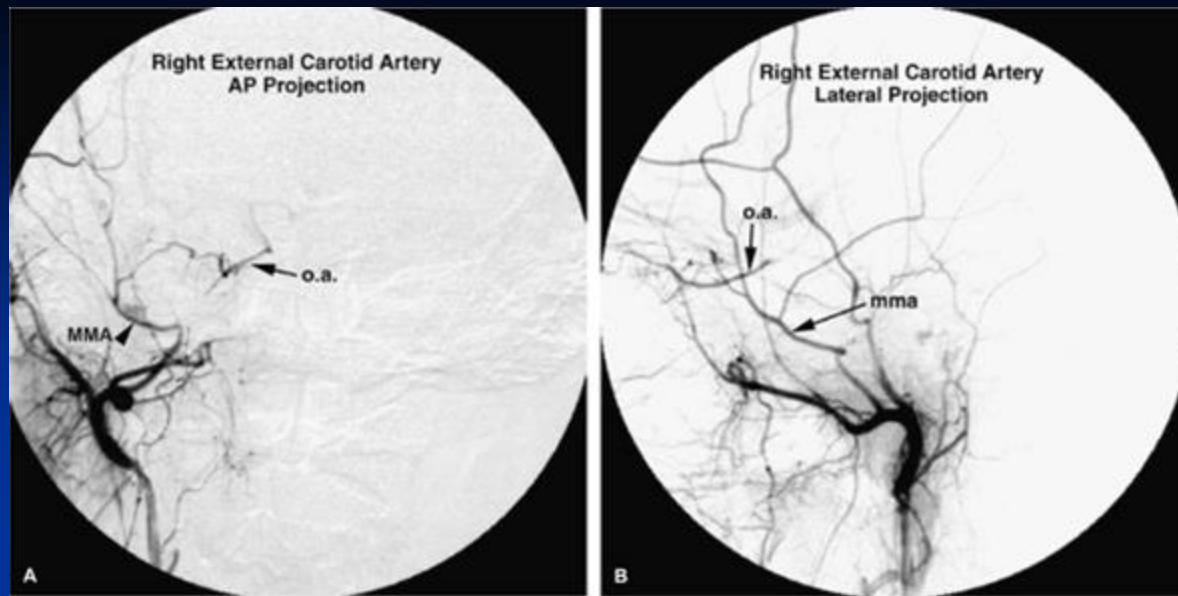 Right External Carotid Artery
AP Projection
o.a.
MMA
A
Right External Carotid Artery
Lateral Projection
o.a.
mma
B